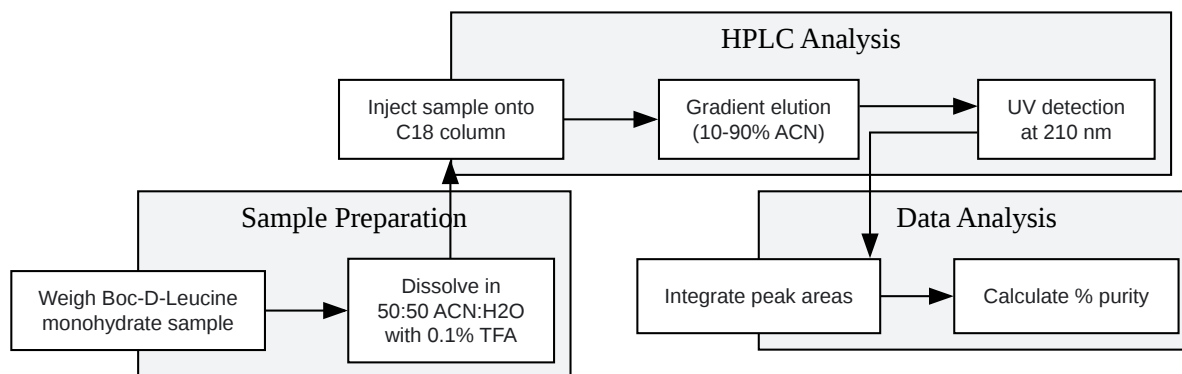 HPLC Analysis
Inject sample onto
C18 column
Gradient elution
(10-90% ACN)
UV detection
at 210 nm
Sample Preparation
Weigh Boc-D-Leucine
monohydrate sample
Dissolve in
50:50 ACN:H2O
with 0.1% TFA
Data Analysis
Integrate peak areas
Calculate % purity